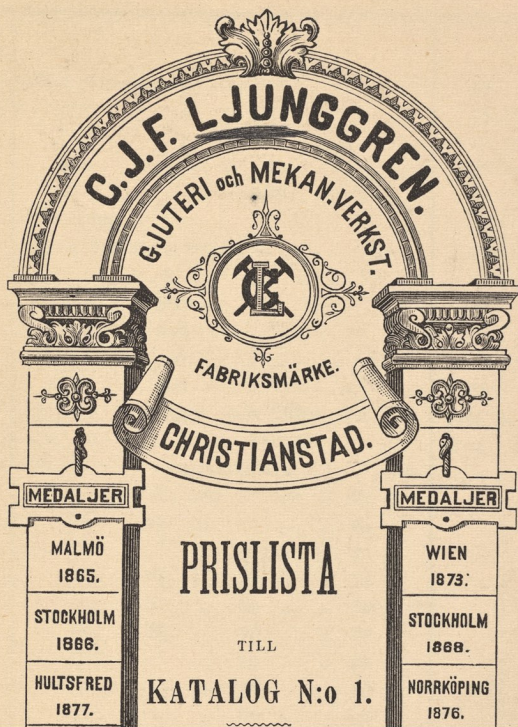 C.J.F. LJUNGGREN.
GJUTERI och MEKAN.VERKST.
FABRIKSMÄRKE.
CHRISTIANSTAD.
MEDALJER
MALMÖ
1865.
STOCKHOLM
1866.
HULTSFRED
1877.
PRISLISTA
TILL
KATALOG N:o 1.
MEDALJER
WIEN
1873.
STOCKHOLM
1868.
NORRKÖPING
1876.